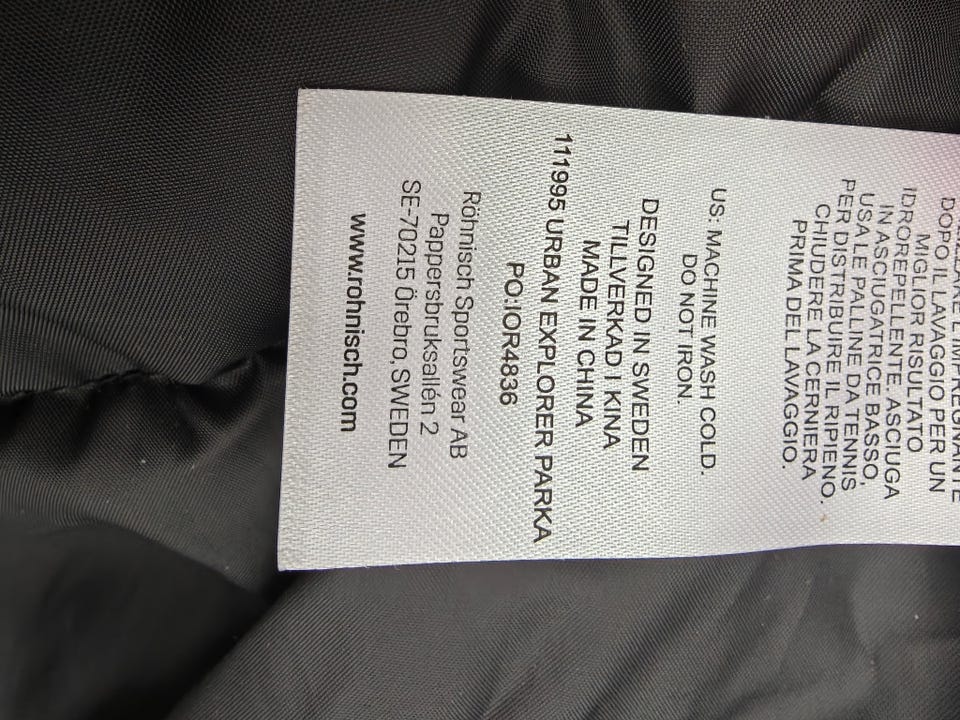 DOPO IL LAVAGGIO PER UN
MIGLIOR RISULTATO
IDROREPELLENTE. ASCIUGA
IN ASCIUGATRICE BASSO,
USA LE PALLINE DA TENNIS
PER DISTRIBUIRE IL RIPIENO.
CHIUDERE LA CERNIERA
PRIMA DEL LAVAGGIO.
US: MACHINE WASH COLD.
DO NOT IRON.
DESIGNED IN SWEDEN
TILLVERKAD I KINA
MADE IN CHINA
111995 URBAN EXPLORER PARKA
PO:IOR4836
Röhnisch Sportswear AB
Pappersbruksallén 2
SE-70215 Örebro, SWEDEN
www.rohnisch.com